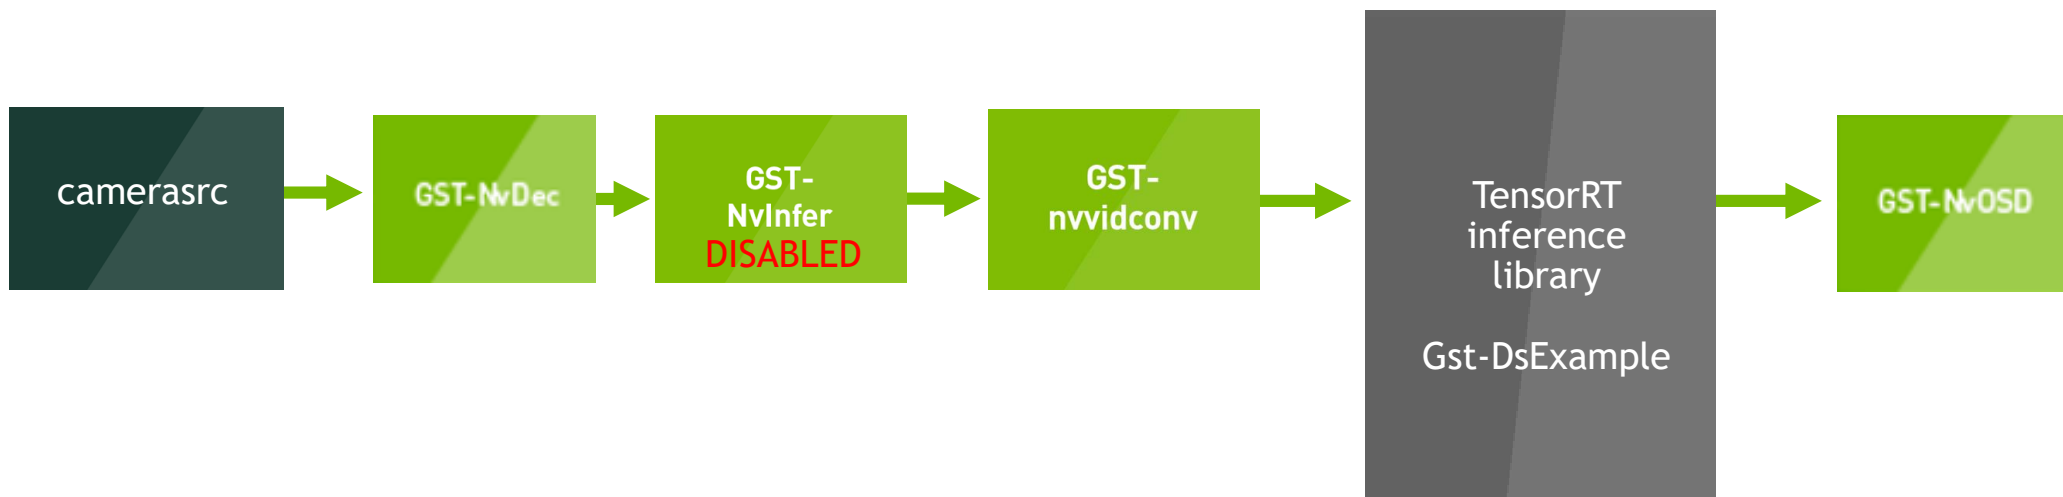 camerasrc
GST-NvDec
GST-
NvInfer
DISABLED
GST-
nvvidconv
TensorRT
inference
library
Gst-DsExample
GST-NvOSD